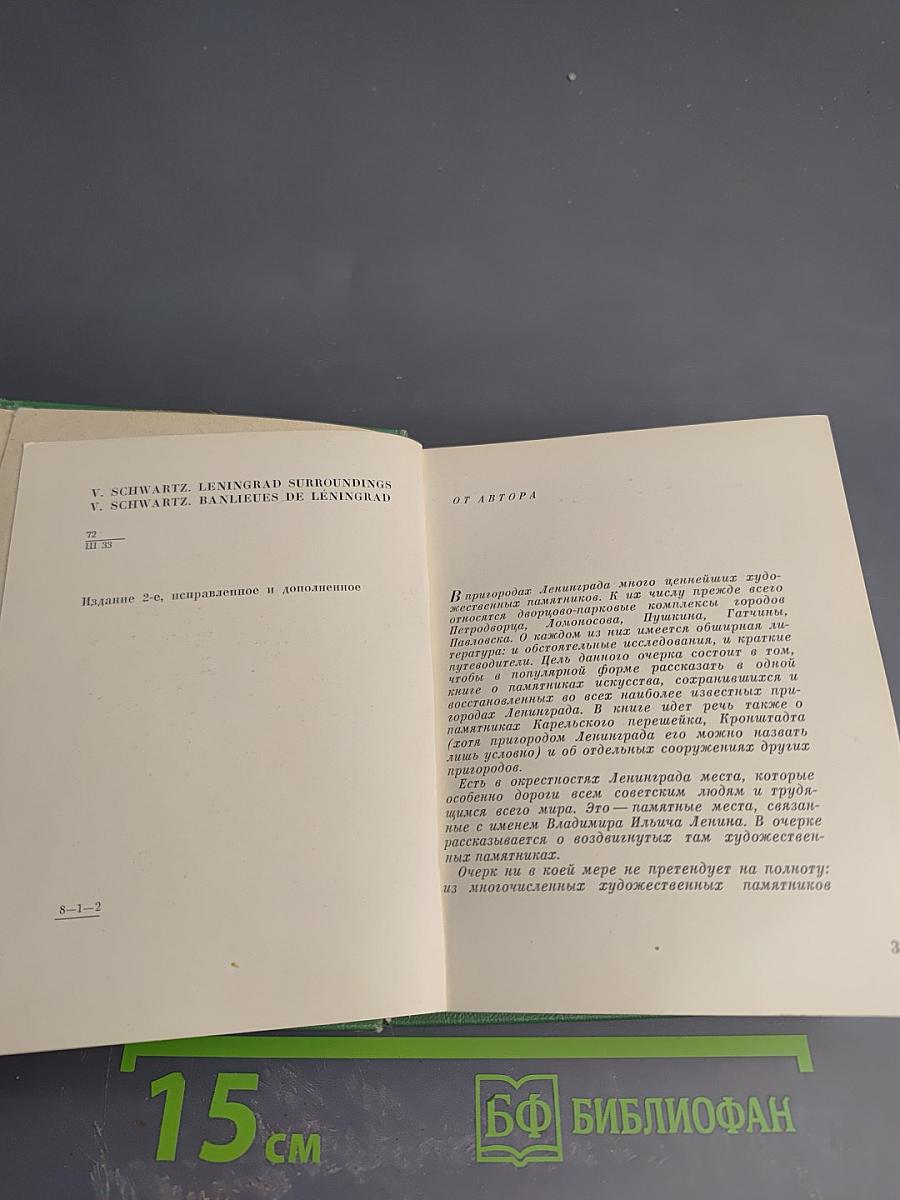 V. SCHWARTZ. LENINGRAD SURROUNDINGS
V. SCHWARTZ. BANLIEUES DE LÉNINGRAD
72
Ш 33
Издание 2-е, исправленное и дополненное
8—1—2
ОТ АВТОРА
В пригородах Ленинграда много ценнейших худо-
жественных памятников. К их числу прежде всего
относятся дворцово-парковые комплексы городов
Петродворца, Ломоносова, Пушкина, Гатчины,
Павловска. О каждом из них имеется обширная ли-
тература: и обстоятельные исследования, и краткие
путеводители. Цель данного очерка состоит в том,
чтобы в популярной форме рассказать в одной
книге о памятниках искусства, сохранившихся и
восстановленных во всех наиболее известных при-
городах Ленинграда. В книге идет речь также о
памятниках Карельского перешейка, Кронштадта
(хотя пригородом Ленинграда его можно назвать
лишь условно) и об отдельных сооружениях других
пригородов.
Есть в окрестностях Ленинграда места, которые
особенно дороги всем советским людям и трудя-
щимся всего мира. Это — памятные места, связан-
ные с именем Владимира Ильича Ленина. В очерке
рассказывается о воздвигнутых там художествен-
ных памятниках.
Очерк ни в коей мере не претендует на полноту:
из многочисленных художественных памятников
3
15 см
БФ БИБЛИОФАН